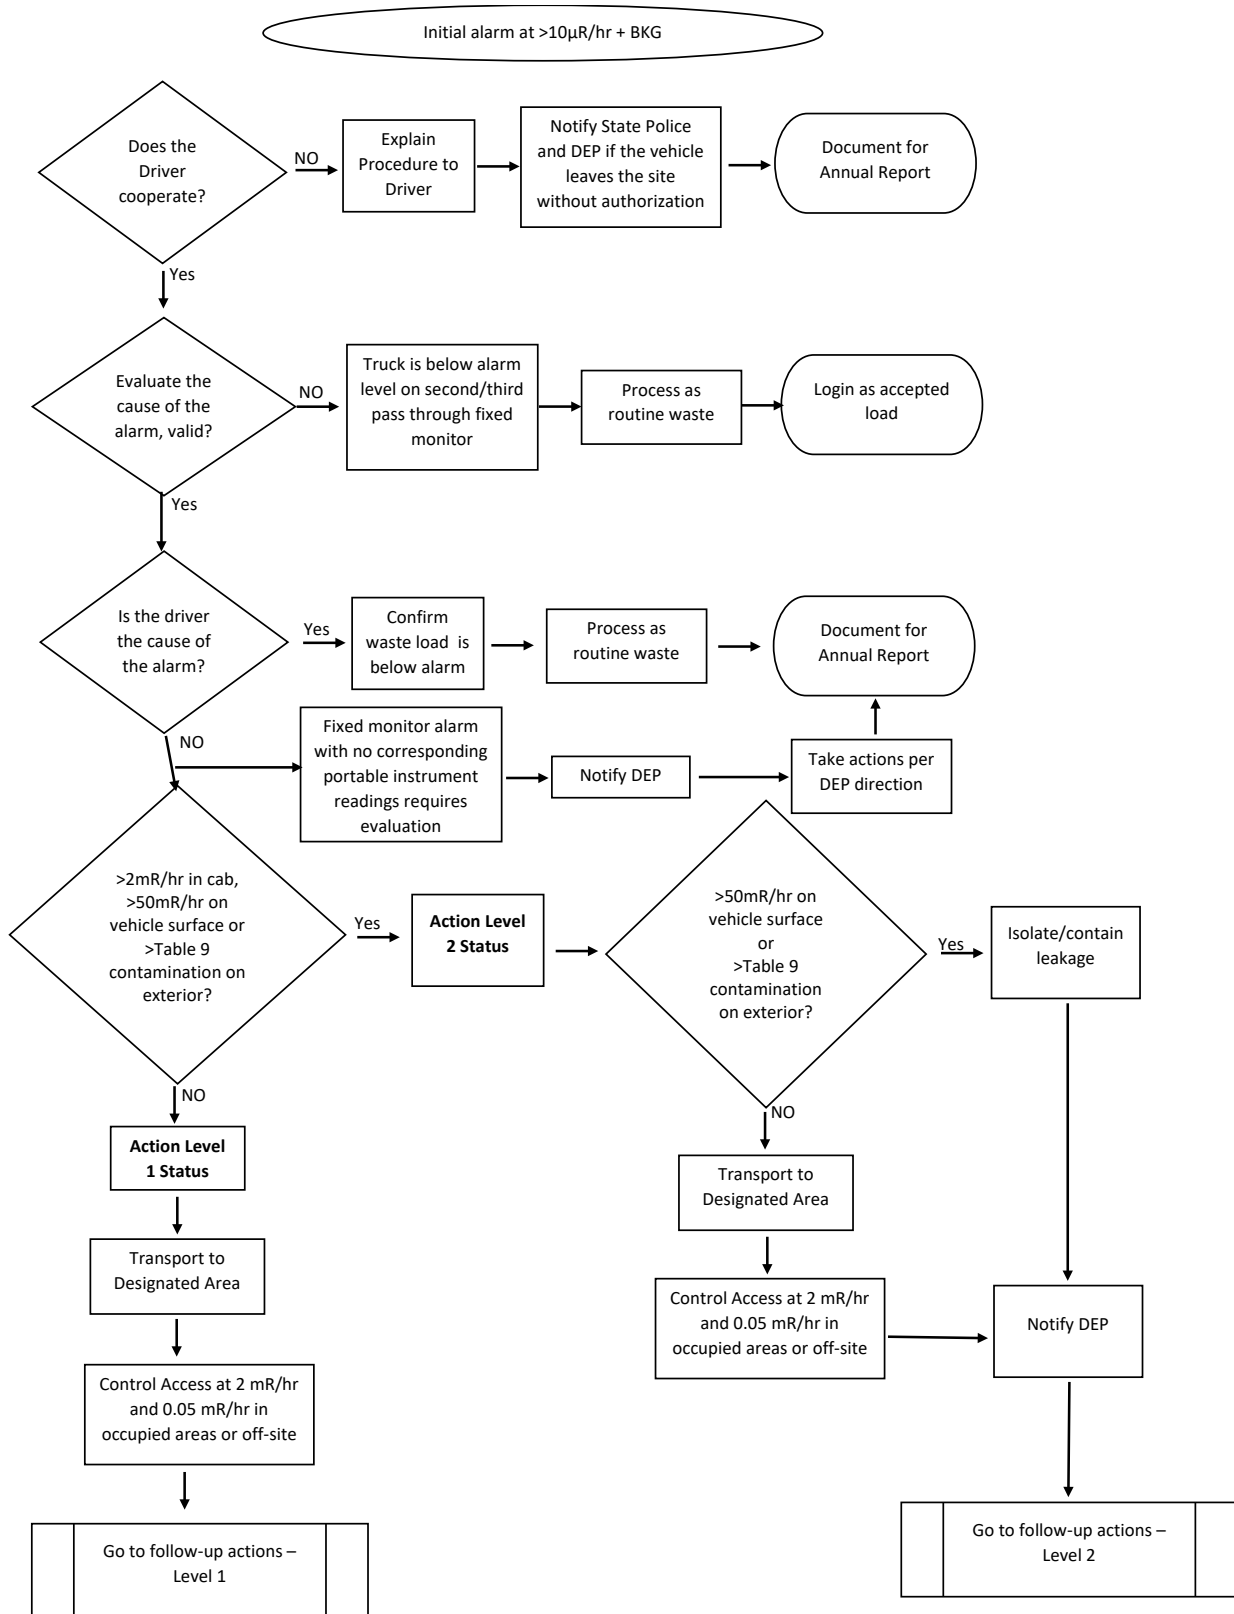 Initial alarm at >10µR/hr + BKG
Does the
Driver
cooperate?
NO
Explain
Procedure to
Driver
Notify State Police
and DEP if the vehicle
leaves the site
without authorization
Document for
Annual Report
Yes
Evaluate the
cause of the
alarm, valid?
NO
Truck is below alarm
level on second/third
pass through fixed
monitor
Process as
routine waste
Login as accepted
load
Yes
Is the driver
the cause of
the alarm?
Yes
Confirm
waste load is
below alarm
Process as
routine waste
Document for
Annual Report
NO
Fixed monitor alarm
with no corresponding
portable instrument
readings requires
evaluation
Notify DEP
Take actions per
DEP direction
>2mR/hr in cab,
>50mR/hr on
vehicle surface or
>Table 9
contamination on
exterior?
Yes
Action Level
2 Status
>50mR/hr on
vehicle surface
or
>Table 9
contamination
on exterior?
Yes
Isolate/contain
leakage
NO
Action Level
1 Status
Transport to
Designated Area
Control Access at 2 mR/hr
and 0.05 mR/hr in
occupied areas or off-site
Go to follow-up actions –
Level 1
NO
Transport to
Designated Area
Control Access at 2 mR/hr
and 0.05 mR/hr in
occupied areas or off-site
Notify DEP
Go to follow-up actions –
Level 2